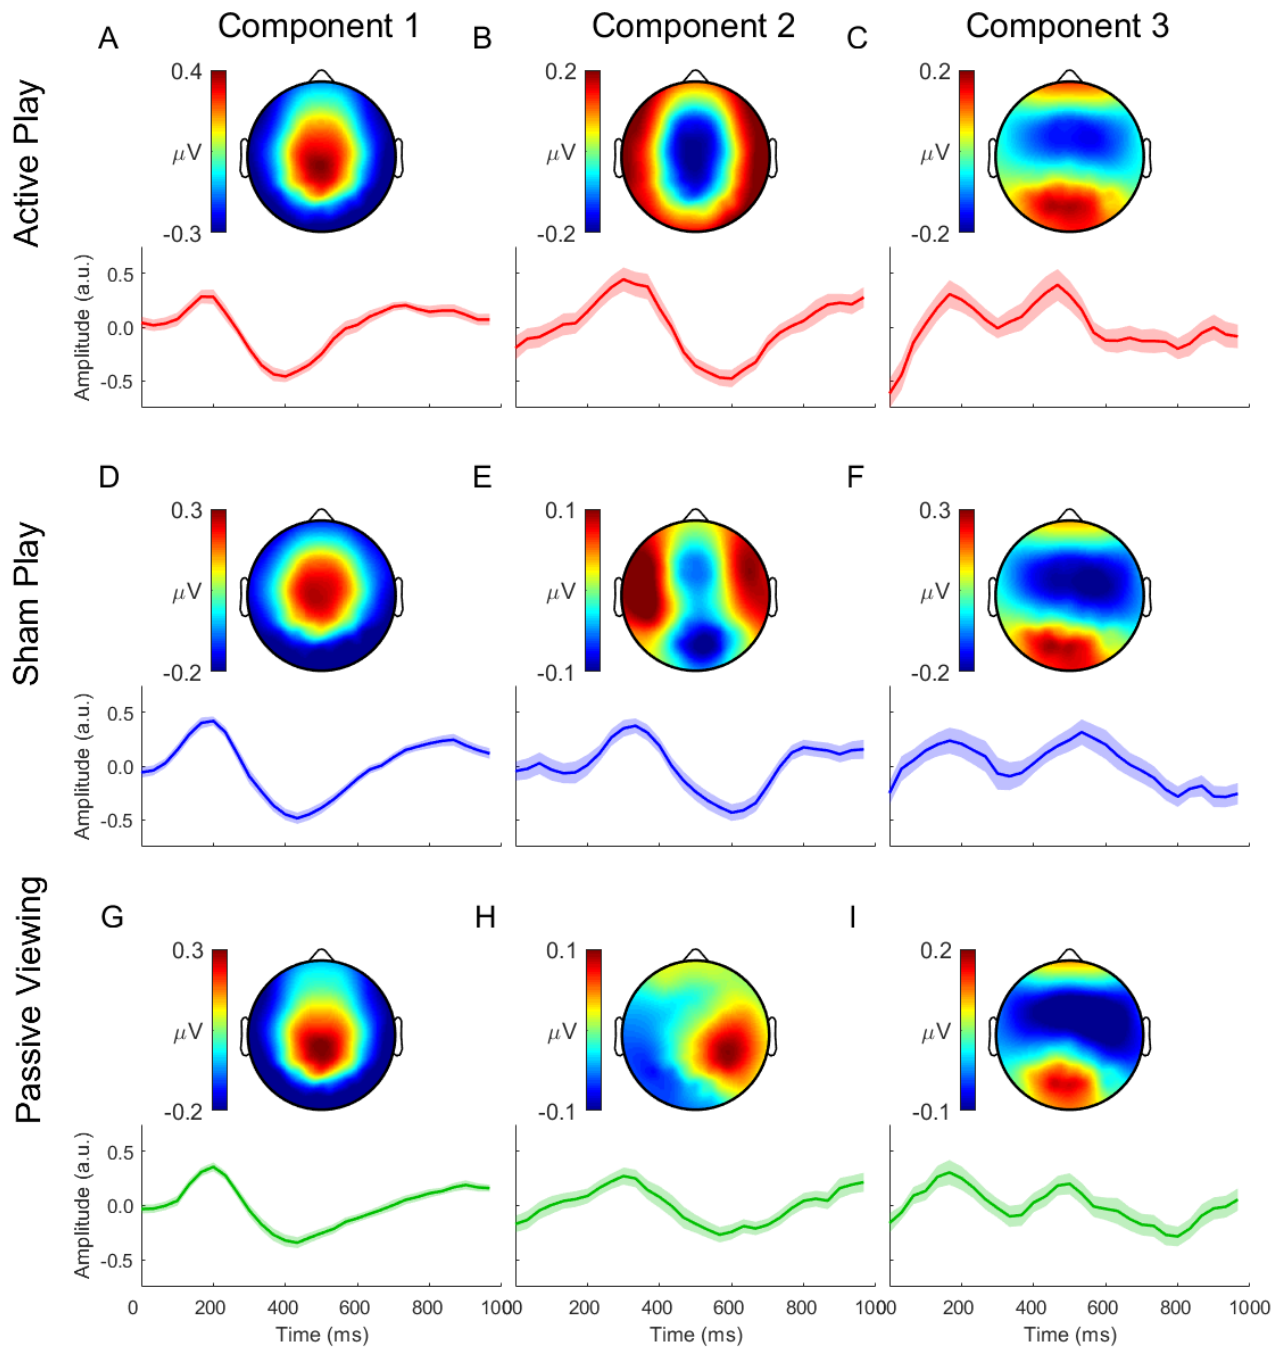 Component 1
Component 2
Component 3
Active Play
A
0.4
μV
-0.3
B
0.2
μV
-0.2
C
0.2
μV
-0.2
Amplitude (a.u.)
0.5
0.0
-0.5
Sham Play
D
0.3
μV
-0.2
E
0.1
μV
-0.1
F
0.3
μV
-0.2
Amplitude (a.u.)
0.5
0.0
-0.5
Passive Viewing
G
0.3
μV
-0.2
H
0.1
μV
-0.1
I
0.2
μV
-0.1
Amplitude (a.u.)
0.5
0.0
-0.5
0 200 400 600 800 1000 200 400 600 800 1000 200 400 600 800 1000
Time (ms) Time (ms) Time (ms)